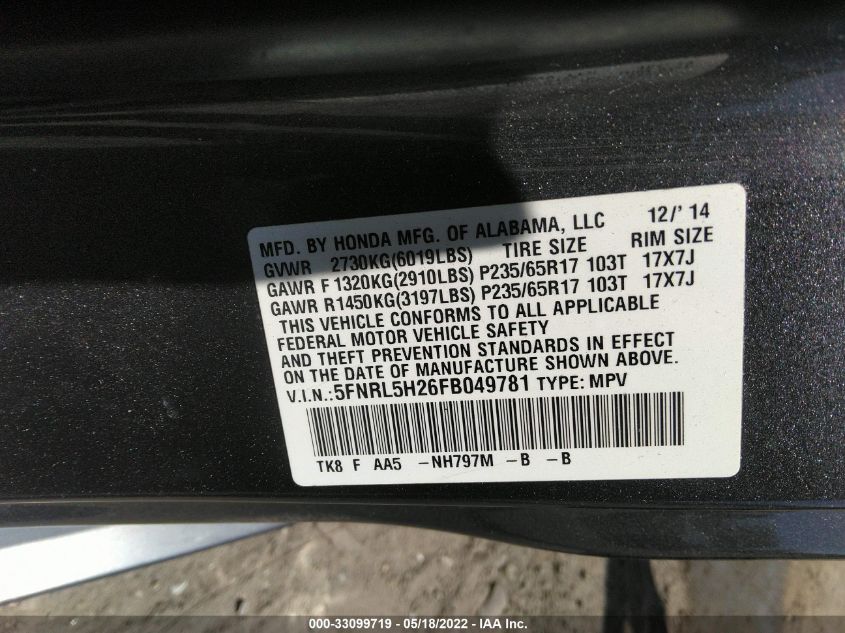 MFD. BY HONDA MFG. OF ALABAMA, LLC 12/' 14
GVWR 2730KG(6019LBS) TIRE SIZE RIM SIZE
GAWR F 1320KG(2910LBS) P235/65R17 103T 17X7J
GAWR R1450KG(3197LBS) P235/65R17 103T 17X7J
THIS VEHICLE CONFORMS TO ALL APPLICABLE
FEDERAL MOTOR VEHICLE SAFETY
AND THEFT PREVENTION STANDARDS IN EFFECT
ON THE DATE OF MANUFACTURE SHOWN ABOVE.
V.I.N.:5FNRL5H26FB049781 TYPE: MPV
TK8 F AA5 -NH797M -B -B
000-33099719 - 05/18/2022 - IAA Inc.